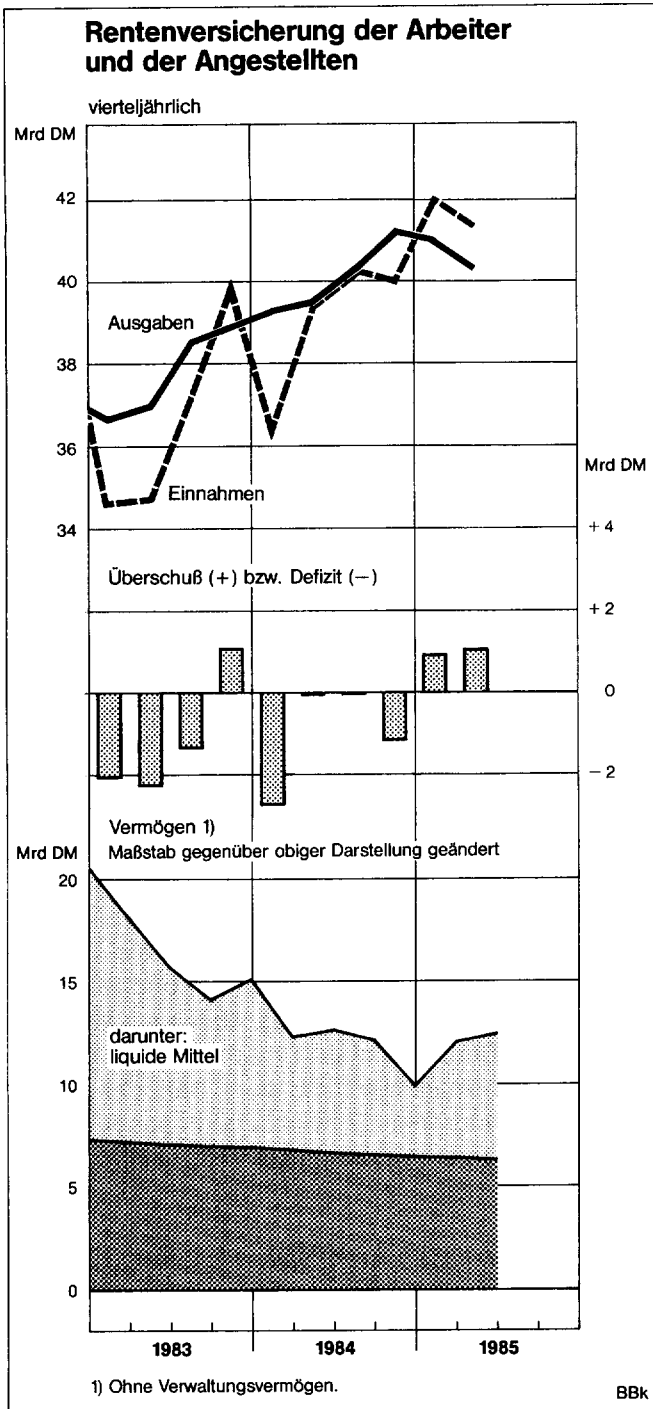 Rentenversicherung der Arbeiter
und der Angestellten
vierteljährlich
Mrd DM
42
40
Ausgaben
38
36
Mrd DM
Einnahmen
34
+ 4
Überschuß (+) bzw. Defizit (−)
+ 2
0
− 2
Vermögen 1)
Mrd DM
Maßstab gegenüber obiger Darstellung geändert
20
15
darunter:
liquide Mittel
10
5
0
1983
1984
1985
1) Ohne Verwaltungsvermögen.
BBk